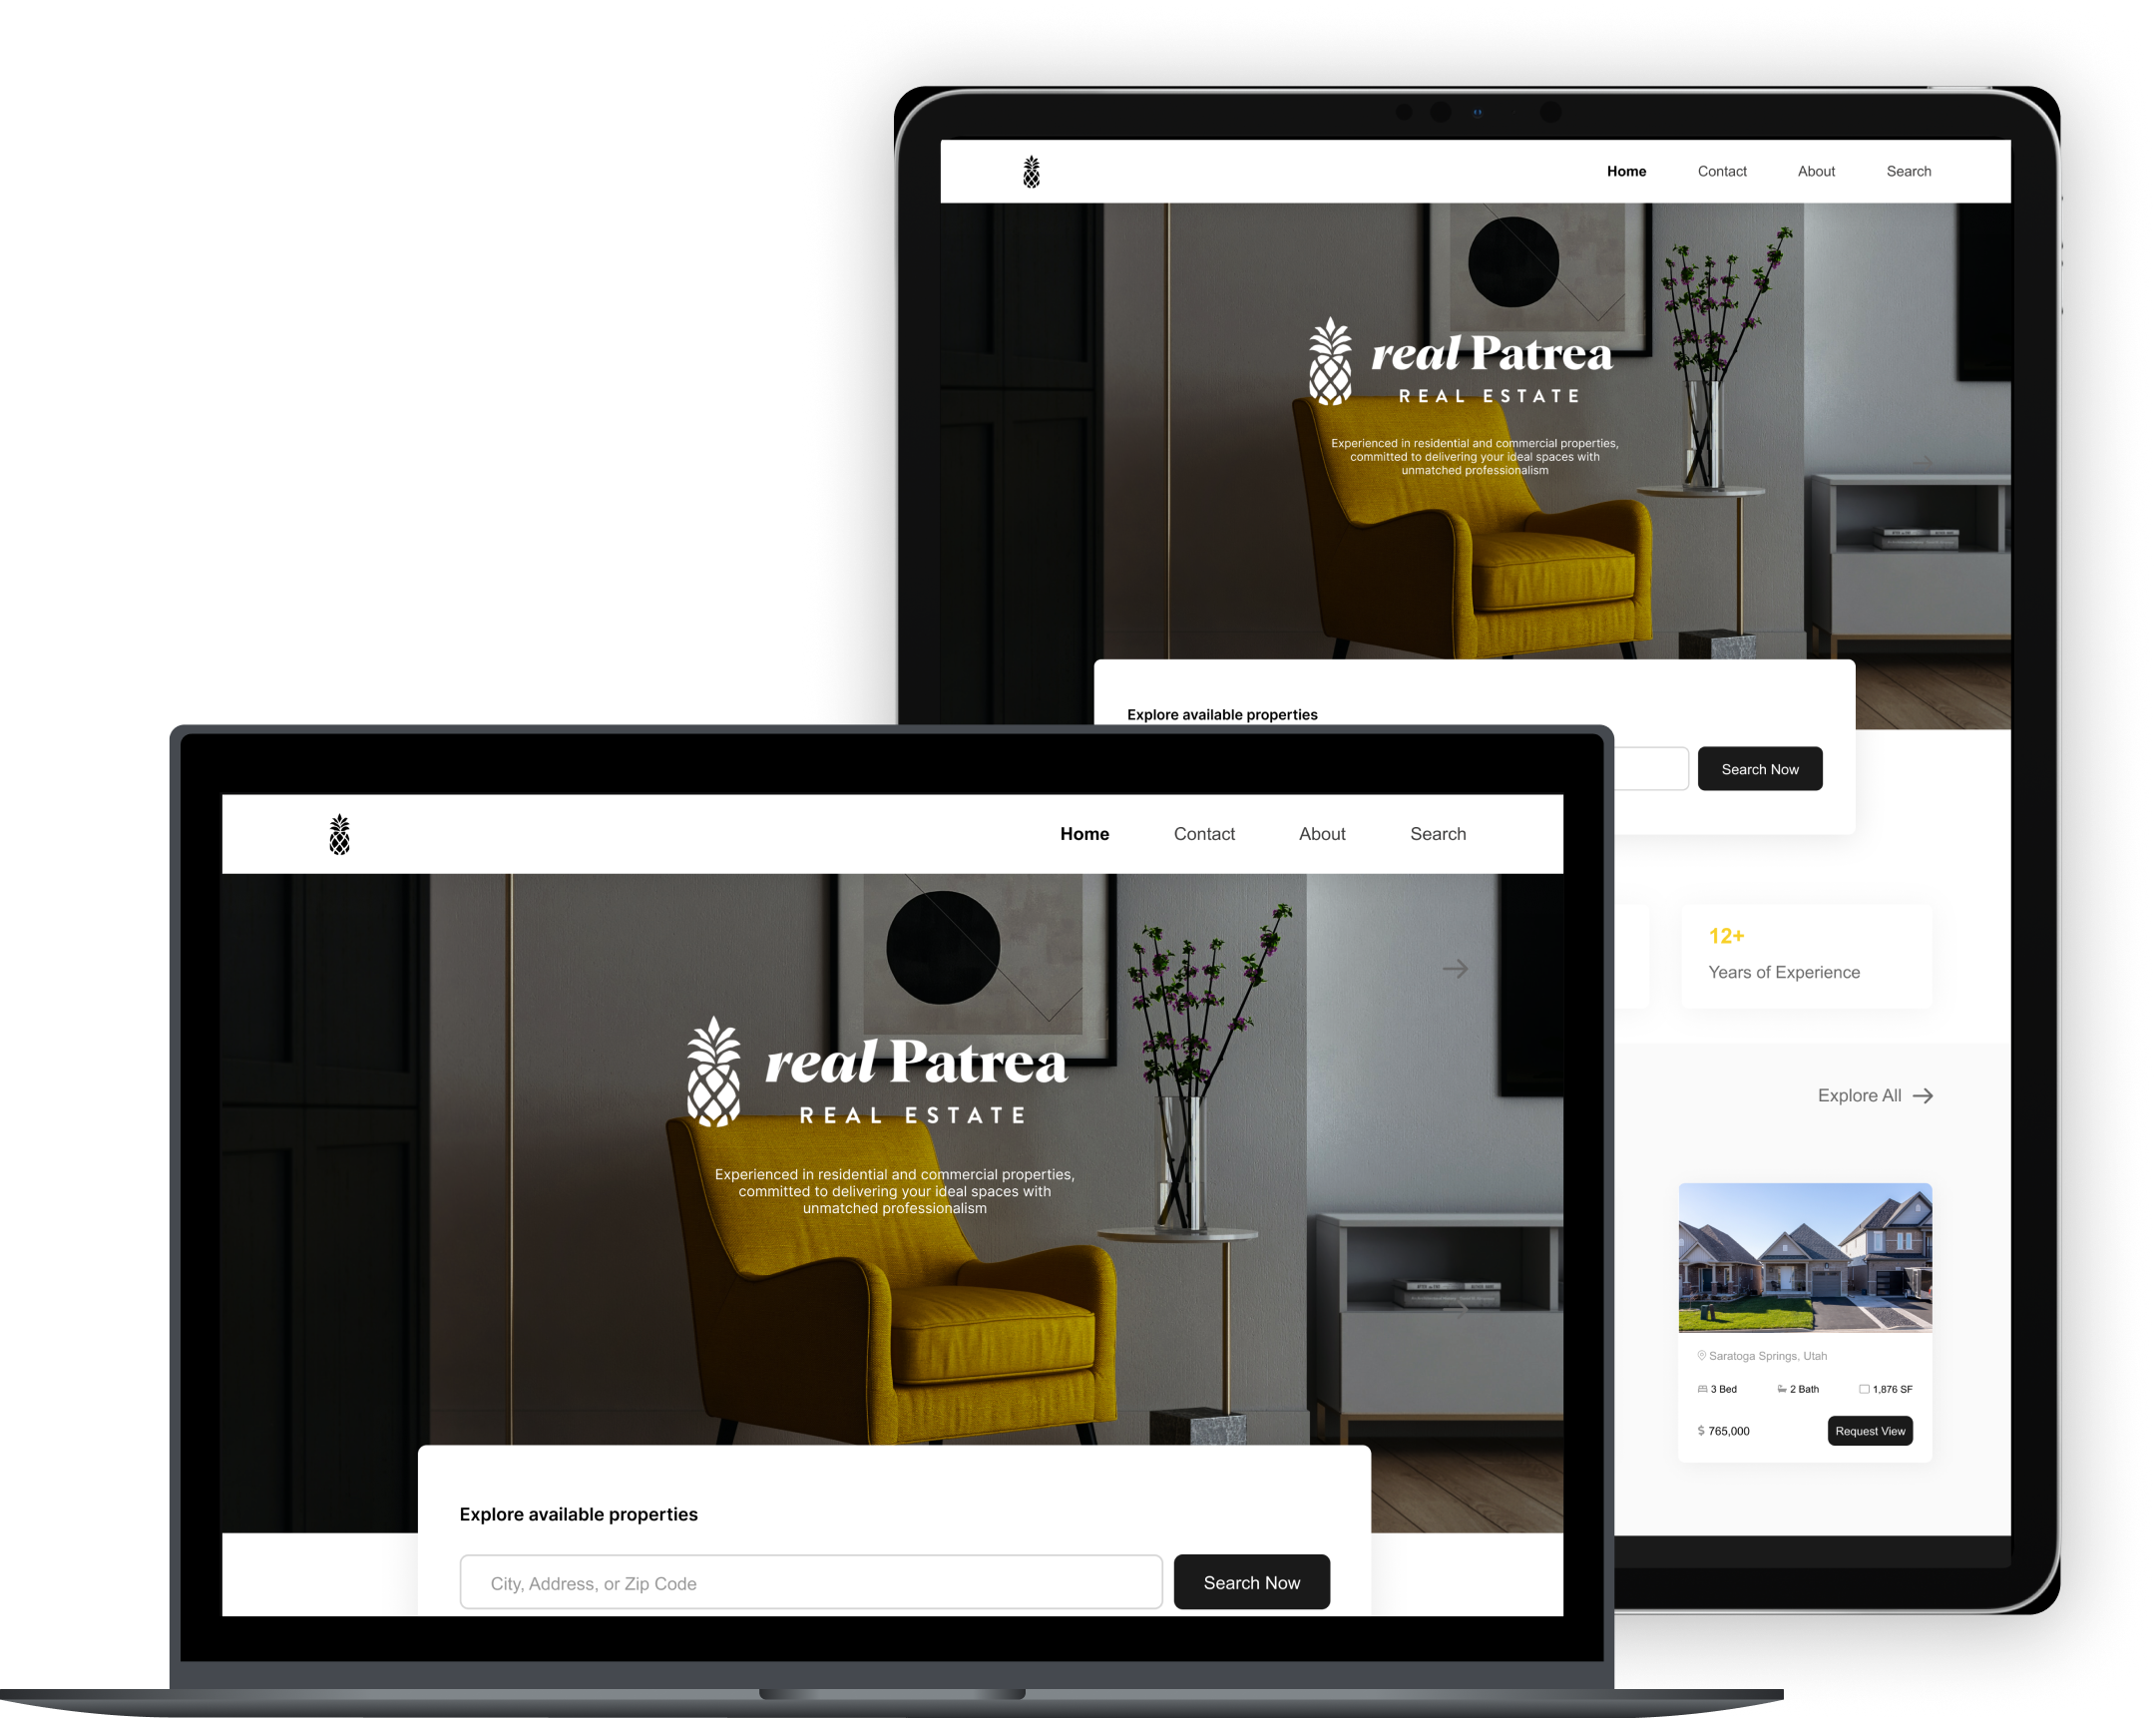 Home Contact About Search
real Patrea
REAL ESTATE
Experienced in residential and commercial properties,
committed to delivering your ideal spaces with
unmatched professionalism
Explore available properties
Search Now
12+
Years of Experience
Explore All
Saratoga Springs, Utah
3 Bed 2 Bath 1,876 SF
$ 765,000 Request View
Home Contact About Search
real Patrea
REAL ESTATE
Experienced in residential and commercial properties,
committed to delivering your ideal spaces with
unmatched professionalism
Explore available properties
City, Address, or Zip Code Search Now